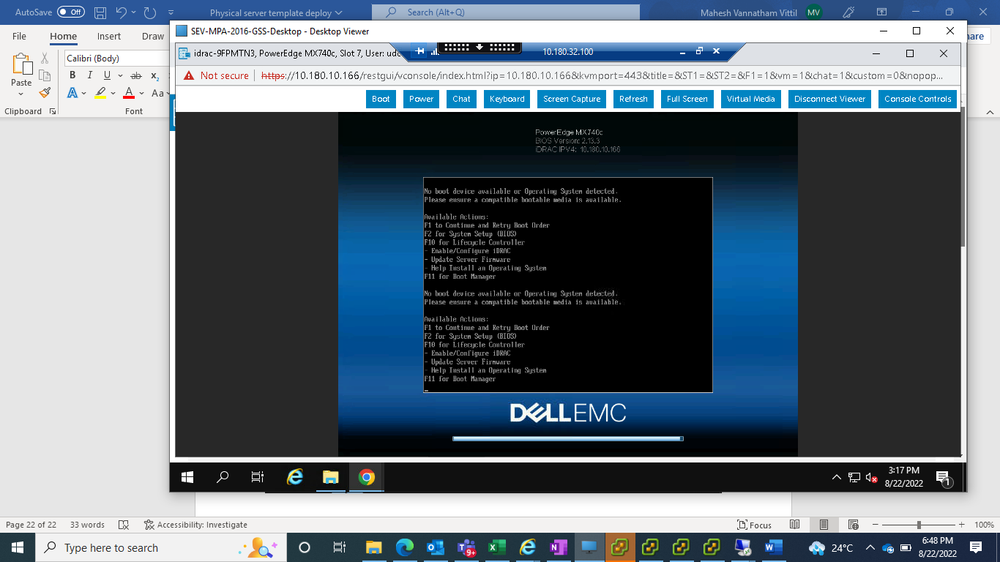 AutoSave Off Physical server template deploy Search (Alt+Q) Mahesh Vannatham Vittil MV
File Home Insert Draw
Paste
Clipboard
Calibri (Body)
B I U ab x₂
A A Aa
Font
SEV-MPA-2016-GSS-Desktop - Desktop Viewer
idrac-9FPMTN3, PowerEdge MX740c, Slot 7, User: ud
10.180.32.100
Not secure https://10.180.10.166/restgui/vconsole/index.html?ip=10.180.10.166&kvmport=443&title=&ST1=&ST2=&F1=1&vm=1&chat=1&custom=0&nopop...
Boot Power Chat Keyboard Screen Capture Refresh Full Screen Virtual Media Disconnect Viewer Console Controls
PowerEdge MX740c
BIOS Version: 2.13.3
iDRAC IPV4: 10.180.10.166
No boot device available or Operating System detected.
Please ensure a compatible bootable media is available.
Available Actions:
F1 to Continue and Retry Boot Order
F2 for System Setup (BIOS)
F10 for Lifecycle Controller
- Enable/Configure iDRAC
- Update Server Firmware
- Help Install an Operating System
F11 for Boot Manager
No boot device available or Operating System detected.
Please ensure a compatible bootable media is available.
Available Actions:
F1 to Continue and Retry Boot Order
F2 for System Setup (BIOS)
F10 for Lifecycle Controller
- Enable/Configure iDRAC
- Update Server Firmware
- Help Install an Operating System
F11 for Boot Manager
DELLEMC
3:17 PM
8/22/2022
1
Page 22 of 22 33 words Accessibility: Investigate Focus 100%
Type here to search
9+
24°C
6:48 PM
8/22/2022